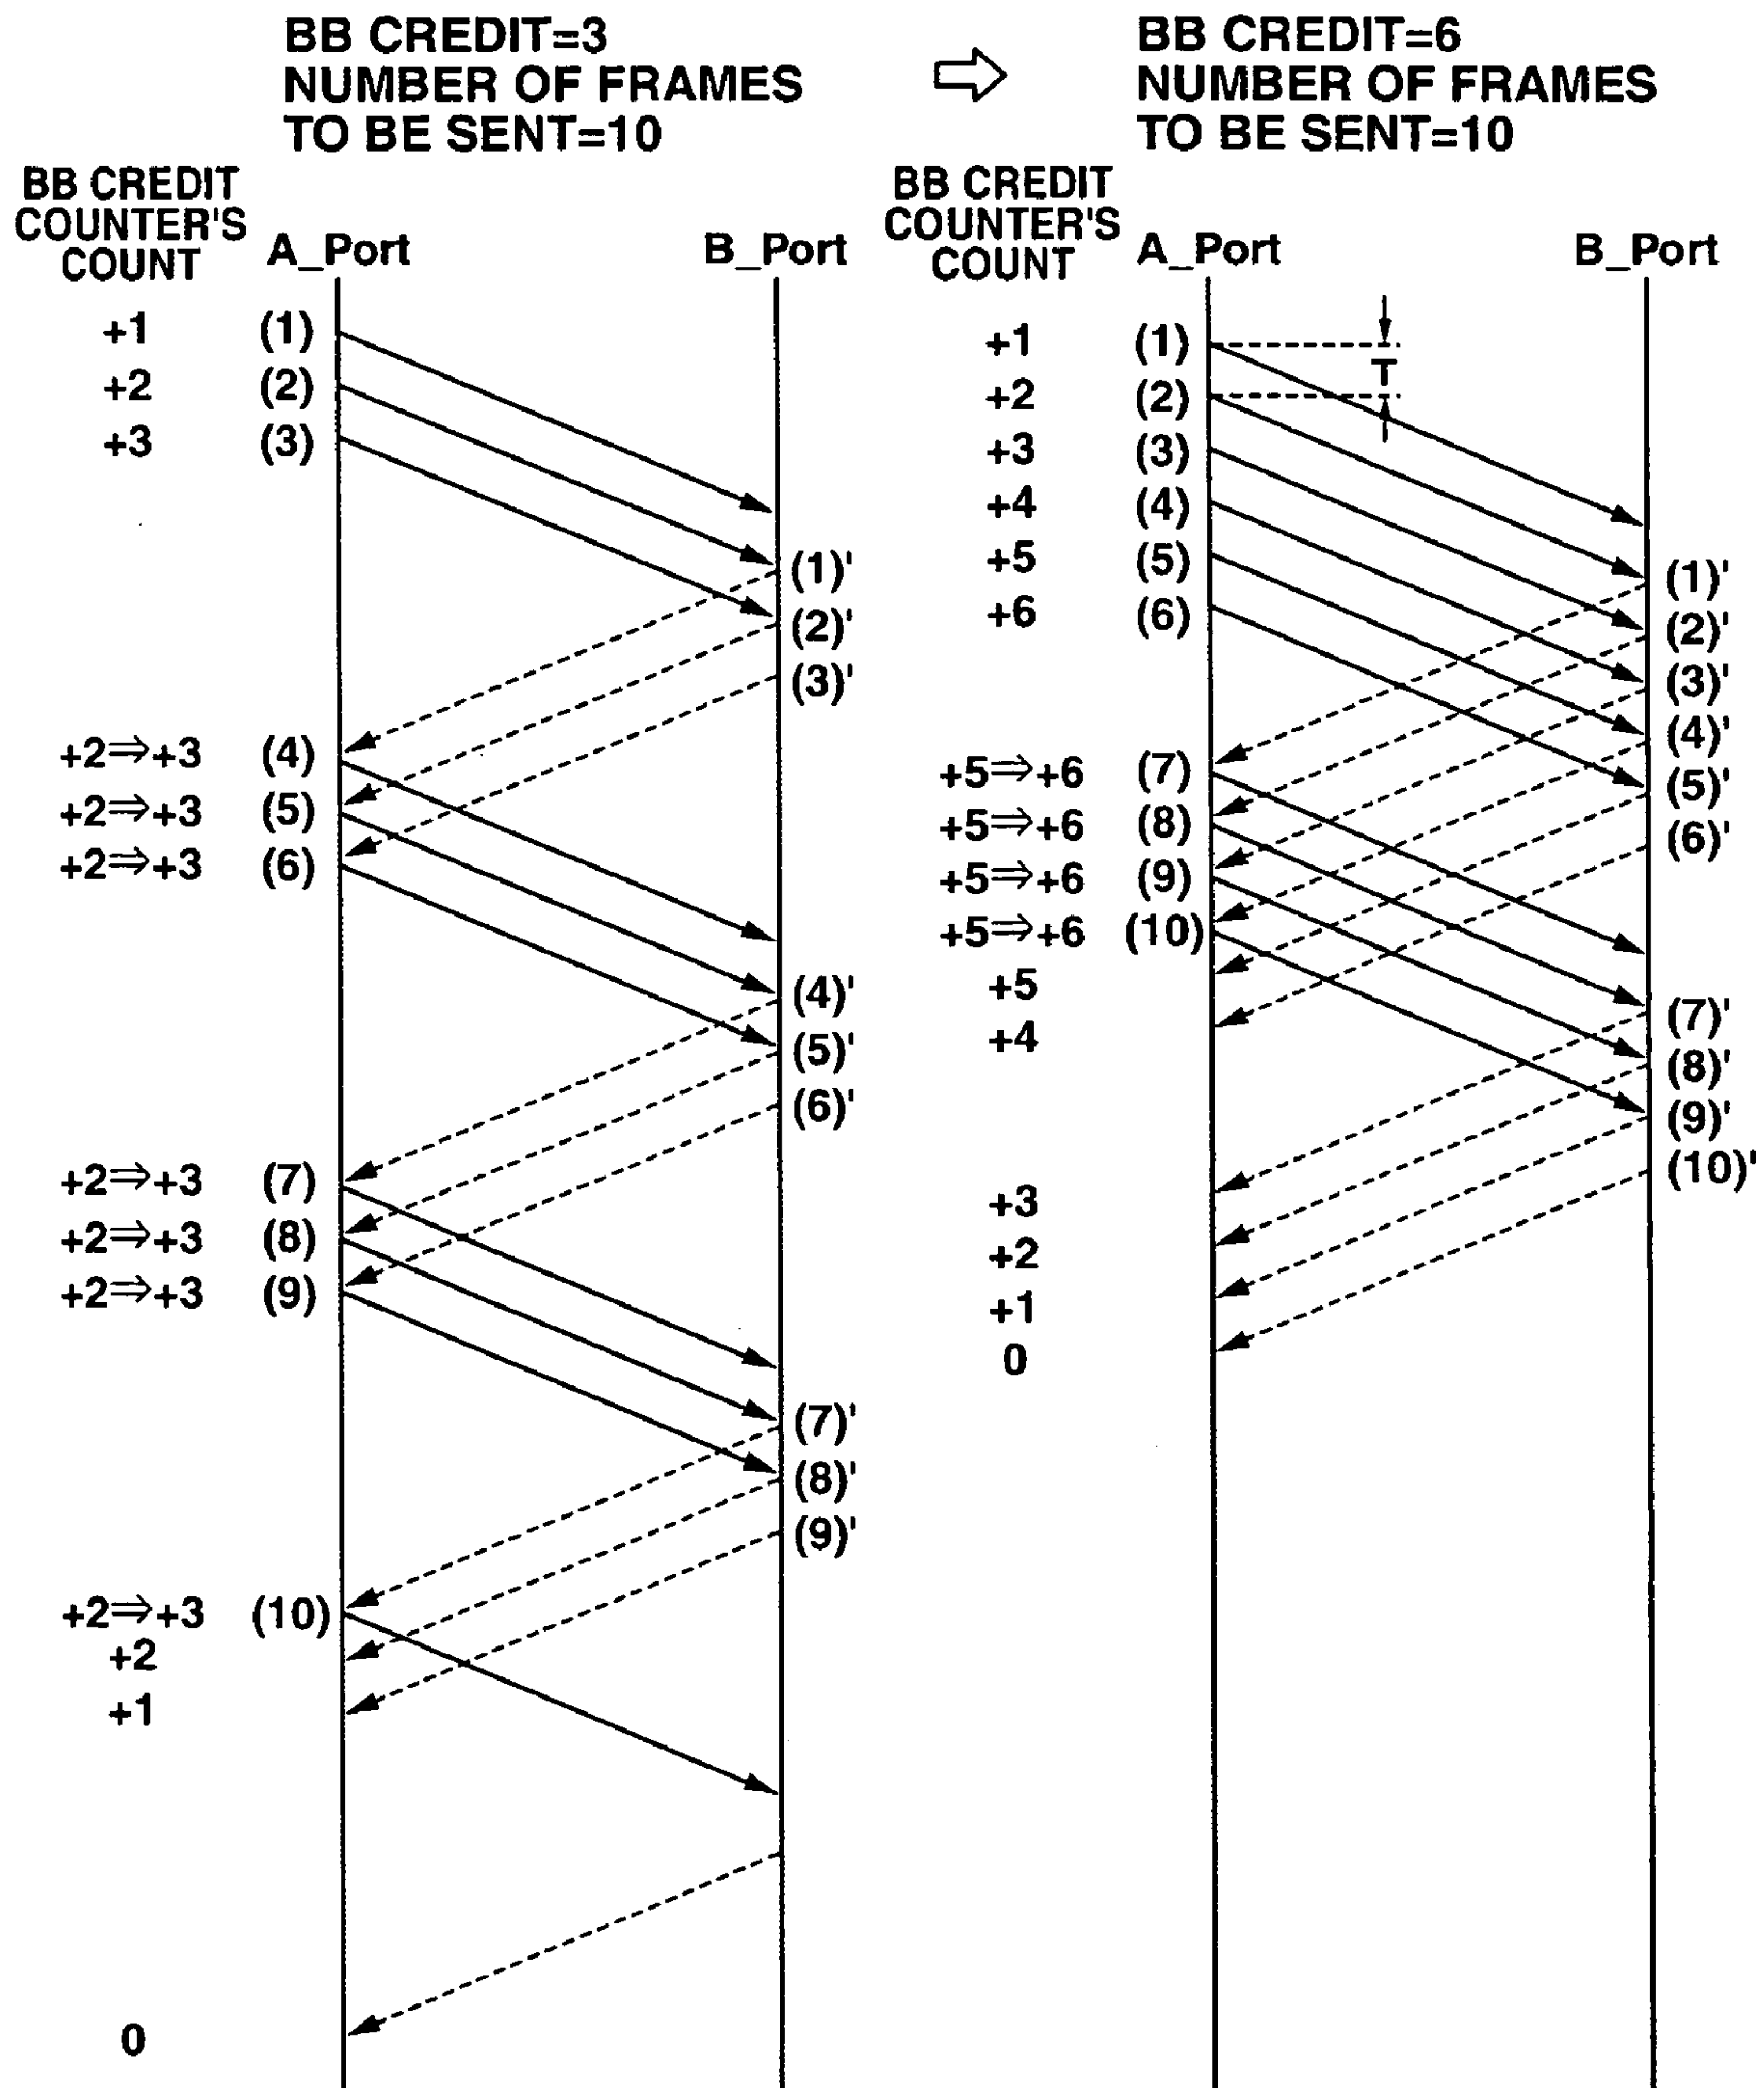 BB CREDIT=3
NUMBER OF FRAMES
TO BE SENT=10
BB CREDIT
COUNTER'S
COUNT
A_Port
B_Port
+1 (1)
+2 (2)
+3 (3)
(1)'
(2)'
(3)'
+2⇒+3 (4)
+2⇒+3 (5)
+2⇒+3 (6)
(4)'
(5)'
(6)'
+2⇒+3 (7)
+2⇒+3 (8)
+2⇒+3 (9)
(7)'
(8)'
(9)'
+2⇒+3 (10)
+2
+1
0
BB CREDIT=6
NUMBER OF FRAMES
TO BE SENT=10
BB CREDIT
COUNTER'S
COUNT
A_Port
B_Port
+1 (1)
T
+2 (2)
+3 (3)
+4 (4)
+5 (5)
+6 (6)
(1)'
(2)'
(3)'
(4)'
(5)'
(6)'
+5⇒+6 (7)
+5⇒+6 (8)
+5⇒+6 (9)
+5⇒+6 (10)
+5
+4
(7)'
(8)'
(9)'
(10)'
+3
+2
+1
0